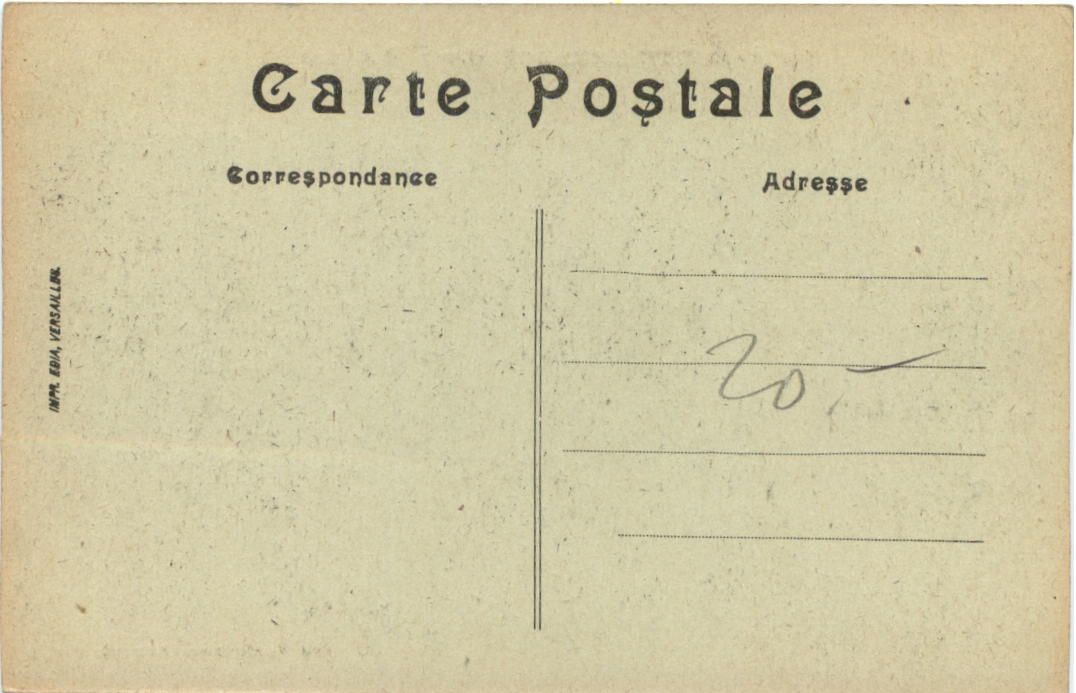 Carte Postale
Correspondance
Adresse
IMPR. EDIA, VERSAILLES.
20,—